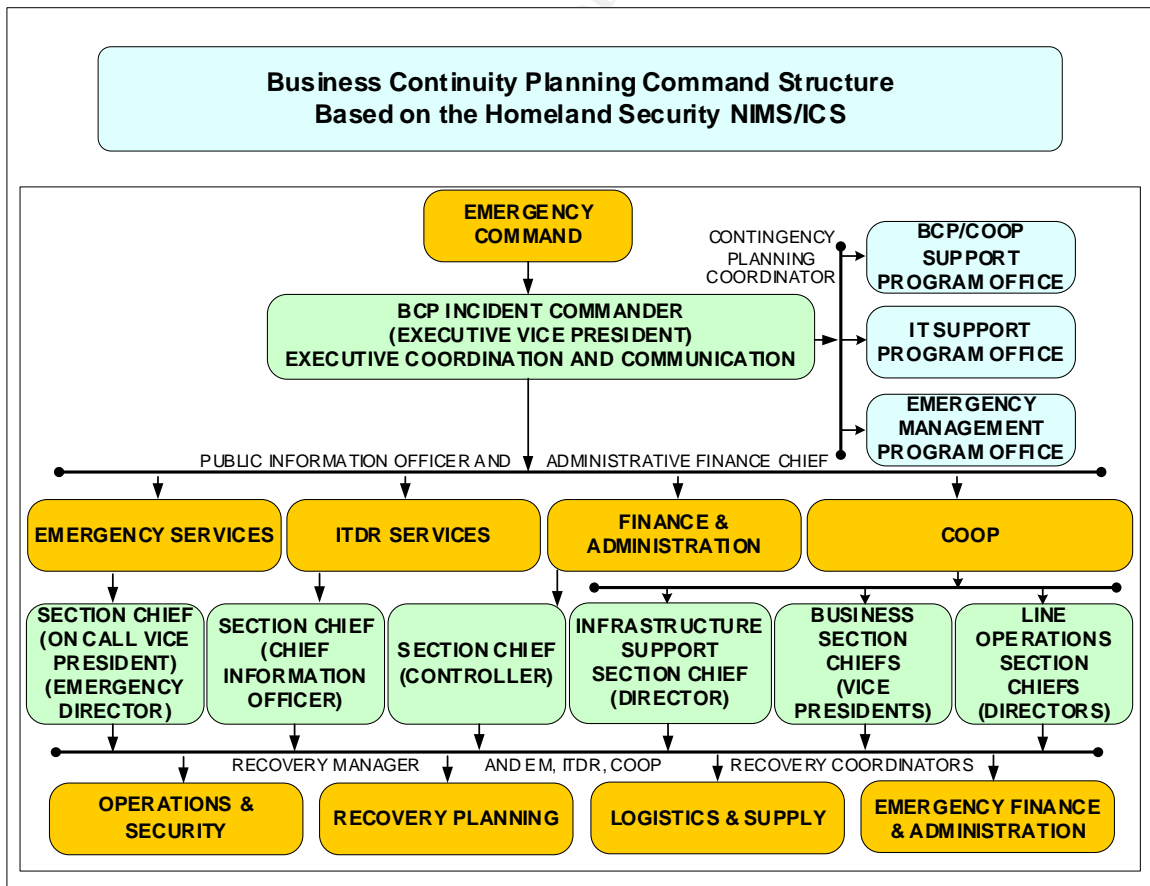 Business Continuity Planning Command Structure
Based on the Homeland Security NIMS/ICS
EMERGENCY
COMMAND
CONTINGENCY
PLANNING
COORDINATOR
BCP/COOP
SUPPORT
PROGRAM OFFICE
BCP INCIDENT COMMANDER
(EXECUTIVE VICE PRESIDENT)
EXECUTIVE COORDINATION AND COMMUNICATION
IT SUPPORT
PROGRAM OFFICE
EMERGENCY
MANAGEMENT
PROGRAM OFFICE
PUBLIC INFORMATION OFFICER AND ADMINISTRATIVE FINANCE CHIEF
EMERGENCY SERVICES
ITDR SERVICES
FINANCE &
ADMINISTRATION
COOP
SECTION CHIEF
(ON CALL VICE
PRESIDENT)
(EMERGENCY
DIRECTOR)
SECTION CHIEF
(CHIEF
INFORMATION
OFFICER)
SECTION CHIEF
(CONTROLLER)
INFRASTRUCTURE
SUPPORT
SECTION CHIEF
(DIRECTOR)
BUSINESS
SECTION
CHIEFS
(VICE
PRESIDENTS)
LINE
OPERATIONS
SECTION
CHIEFS
(DIRECTORS)
RECOVERY MANAGER AND EM, ITDR, COOP RECOVERY COORDINATORS
OPERATIONS &
SECURITY
RECOVERY PLANNING
LOGISTICS & SUPPLY
EMERGENCY FINANCE
& ADMINISTRATION